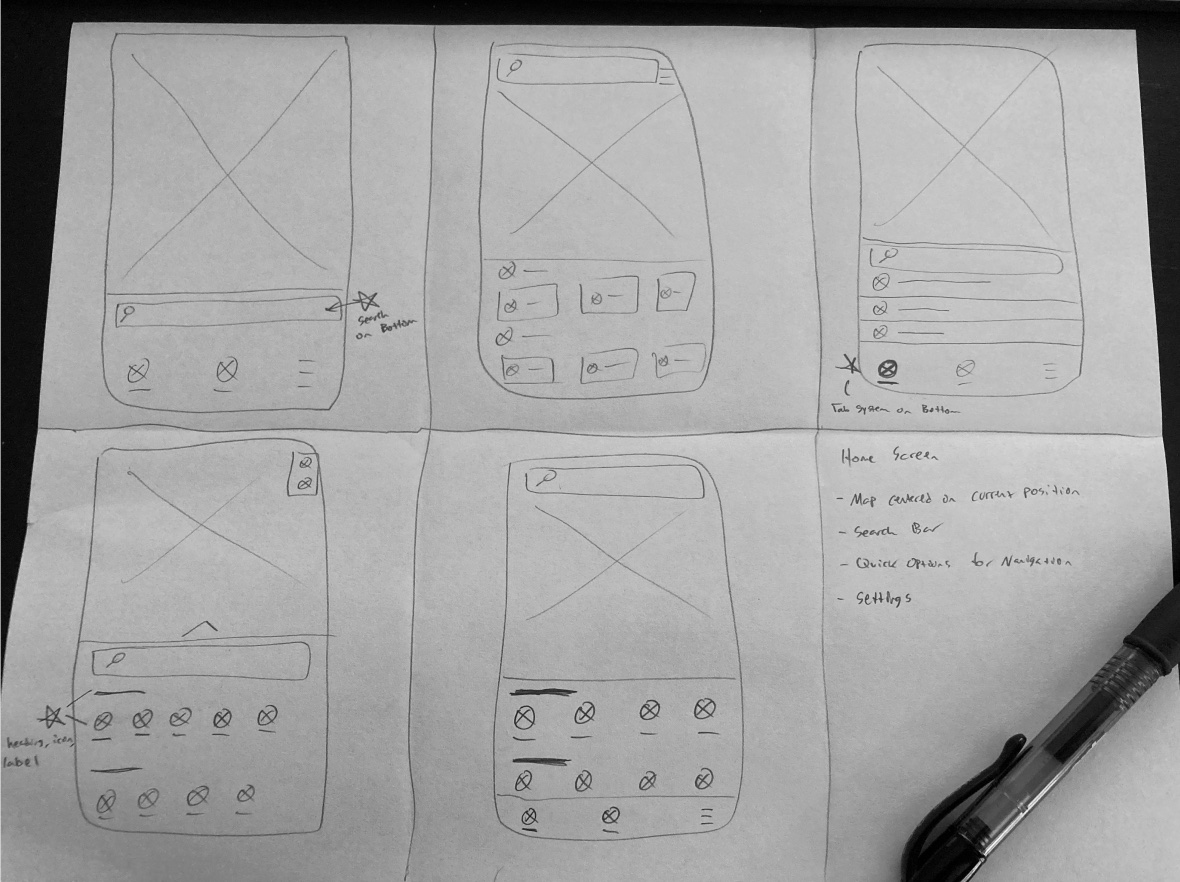 Search
on Bottom
Tab system on Bottom
heading, icon,
label
Home Screen
- Map centered on current position
- Search Bar
- Quick Options for Navigation
- Settings